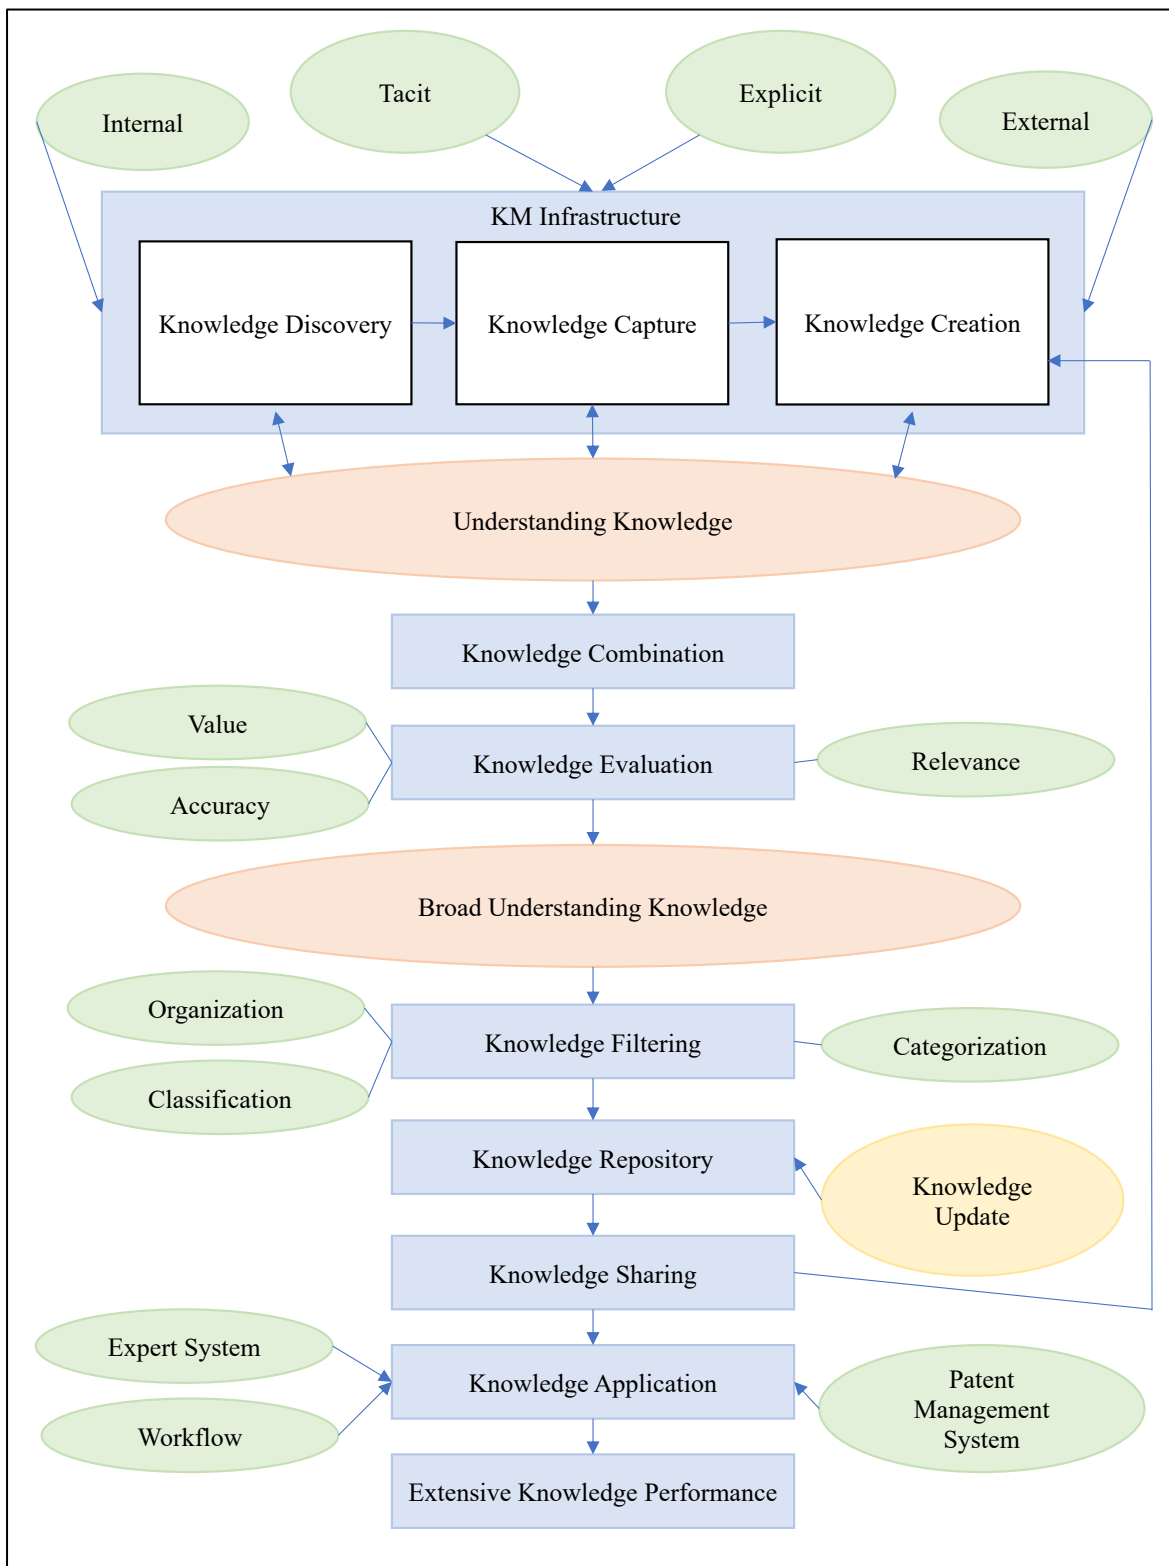 Internal
Tacit
Explicit
External
KM Infrastructure
Knowledge Discovery
Knowledge Capture
Knowledge Creation
Understanding Knowledge
Knowledge Combination
Value
Knowledge Evaluation
Relevance
Accuracy
Broad Understanding Knowledge
Organization
Knowledge Filtering
Categorization
Classification
Knowledge Repository
Knowledge
Update
Knowledge Sharing
Expert System
Knowledge Application
Patent
Management
System
Workflow
Extensive Knowledge Performance